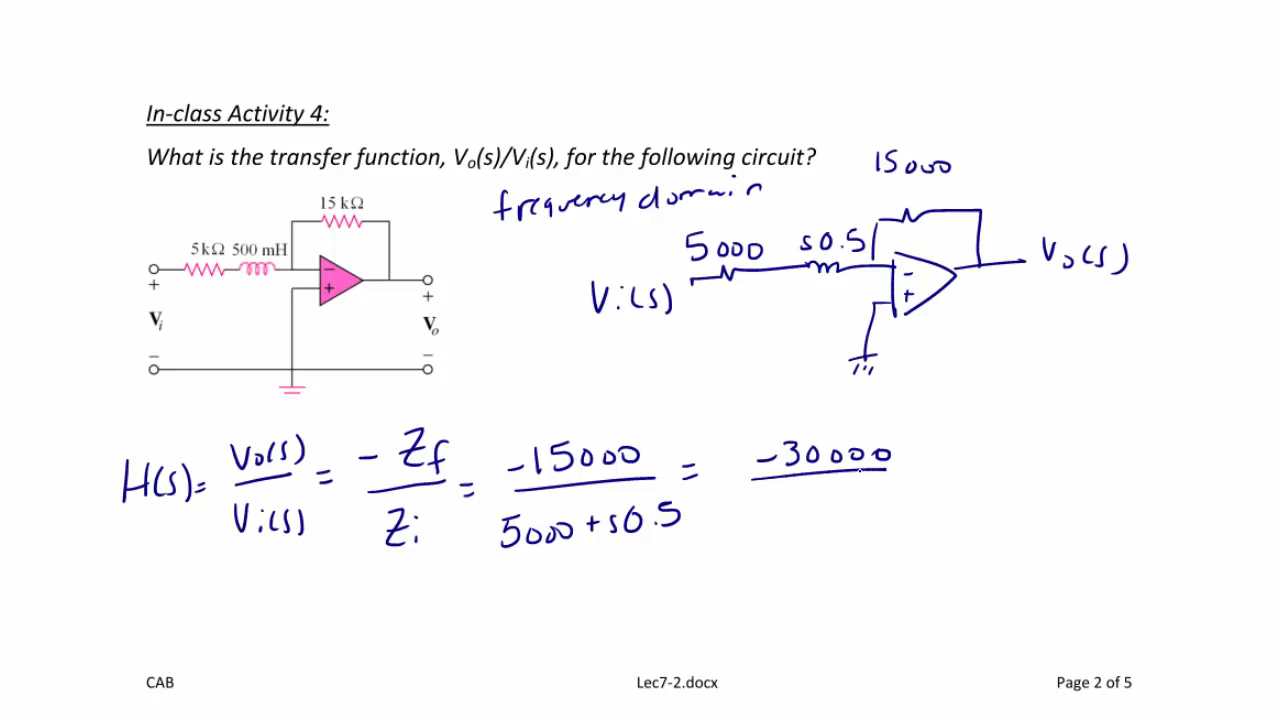 In-class Activity 4:
What is the transfer function, Vo(s)/Vi(s), for the following circuit?
frequency domain
15000
15 kΩ
5 kΩ 500 mH
5000 s0.5
Vi(s)
Vo(s)
− +
− +
+ +
Vi Vo
− −
H(s) = Vo(s) / Vi(s) = -Zf / Zi = -15000 / 5000 + s0.5 = -30000
CAB Lec7-2.docx Page 2 of 5